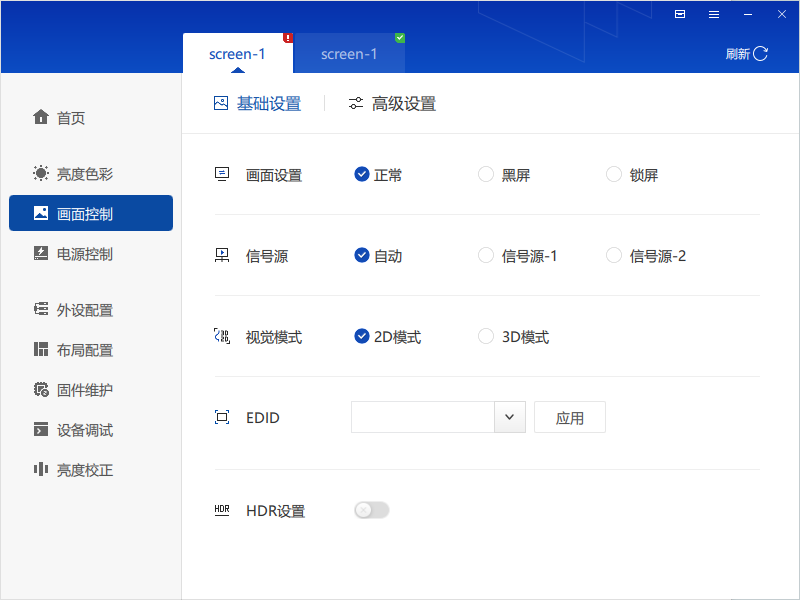 screen-1
screen-1
刷新
基础设置
高级设置
首页
亮度色彩
画面控制
电源控制
外设配置
布局配置
固件维护
设备调试
亮度校正
画面设置 正常 黑屏 锁屏
信号源 自动 信号源-1 信号源-2
视觉模式 2D模式 3D模式
EDID 应用
HDR HDR设置